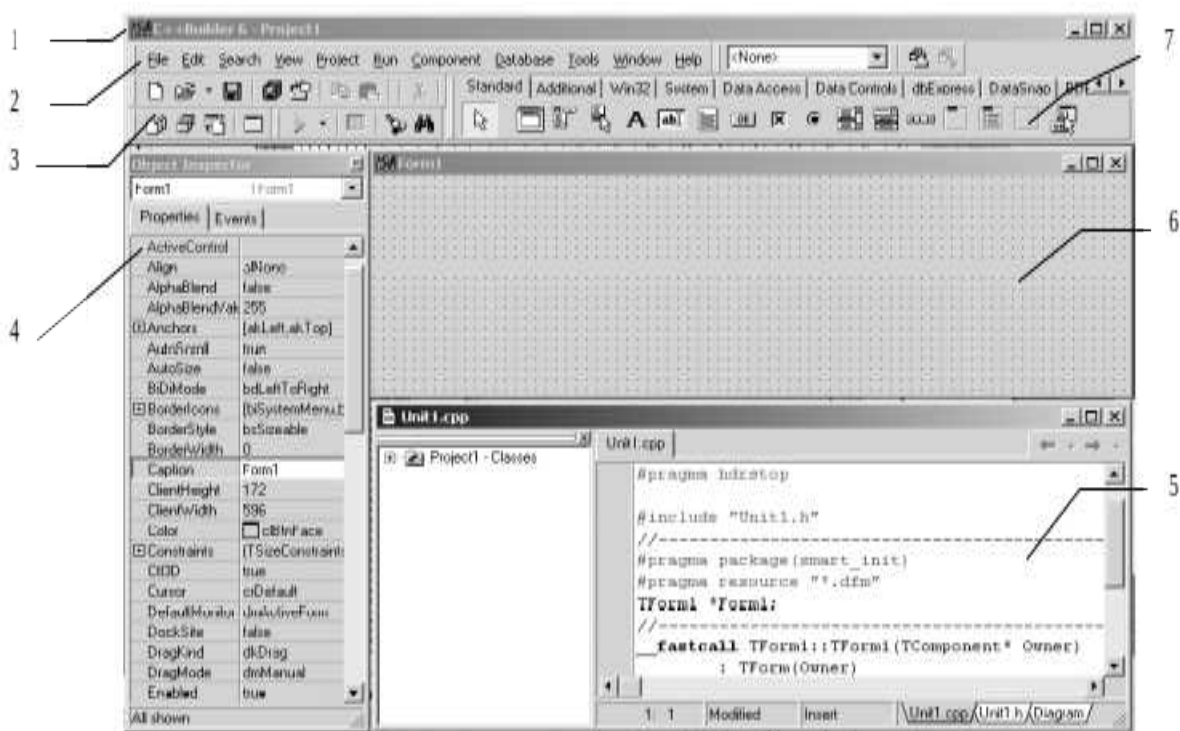 1
C++Builder 6 - Project1
7
File Edit Search View Project Run Component Database Tools Window Help
<None>
2
Standard Additional Win32 System Data Access Data Controls dbExpress DataSnap
3
Object Inspector
Form1
Form1 TForm1
Properties Events
6
4
ActiveControl
Align alNone
AlphaBlend false
AlphaBlendVal 255
Anchors [akLeft,akTop]
AutoScroll true
AutoSize false
BiDiMode bdLeftToRight
BorderIcons [biSystemMenu,b
BorderStyle bsSizeable
BorderWidth 0
Caption Form1
ClientHeight 172
ClientWidth 596
Color clBtnFace
Constraints (TSizeConstraints
Ctl3D true
Cursor crDefault
DefaultMonitor dmActiveForm
DockSite false
DragKind dkDrag
DragMode dmManual
Enabled true
All shown
Unit1.cpp
Project1 - Classes
Unit1.cpp
5
#pragma hdrstop
#include "Unit1.h"
//--------------------------------------------
#pragma package(smart_init)
#pragma resource "*.dfm"
TForm1 *Form1;
//--------------------------------------------
__fastcall TForm1::TForm1(TComponent* Owner)
: TForm(Owner)
1: 1 Modified Insert Unit1.cpp Unit1.h Diagram